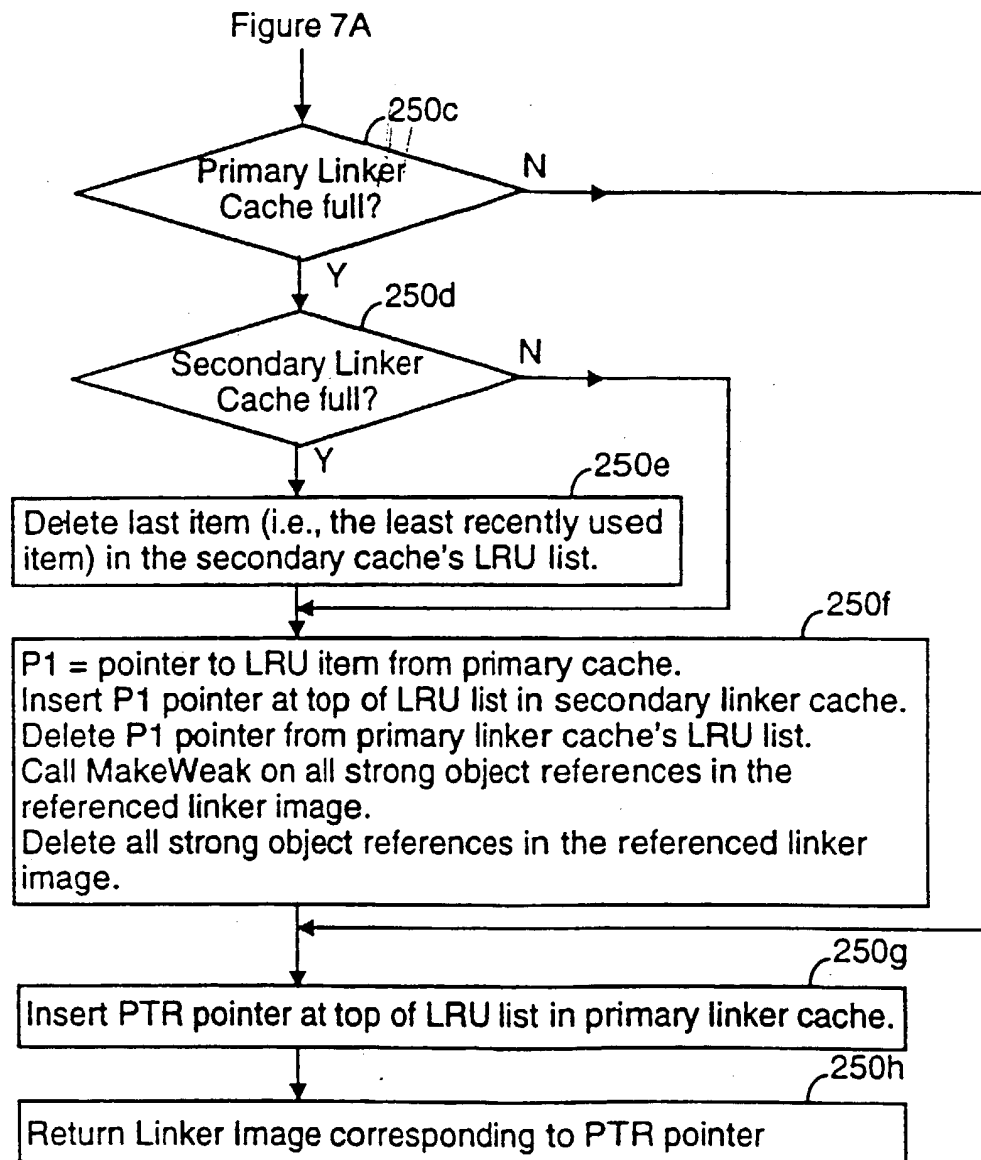 Figure 7A
250c
Primary Linker
Cache full?
N
Y
250d
Secondary Linker
Cache full?
N
Y
250e
Delete last item (i.e., the least recently used
item) in the secondary cache's LRU list.
250f
P1 = pointer to LRU item from primary cache.
Insert P1 pointer at top of LRU list in secondary linker cache.
Delete P1 pointer from primary linker cache's LRU list.
Call MakeWeak on all strong object references in the
referenced linker image.
Delete all strong object references in the referenced linker
image.
250g
Insert PTR pointer at top of LRU list in primary linker cache.
250h
Return Linker Image corresponding to PTR pointer